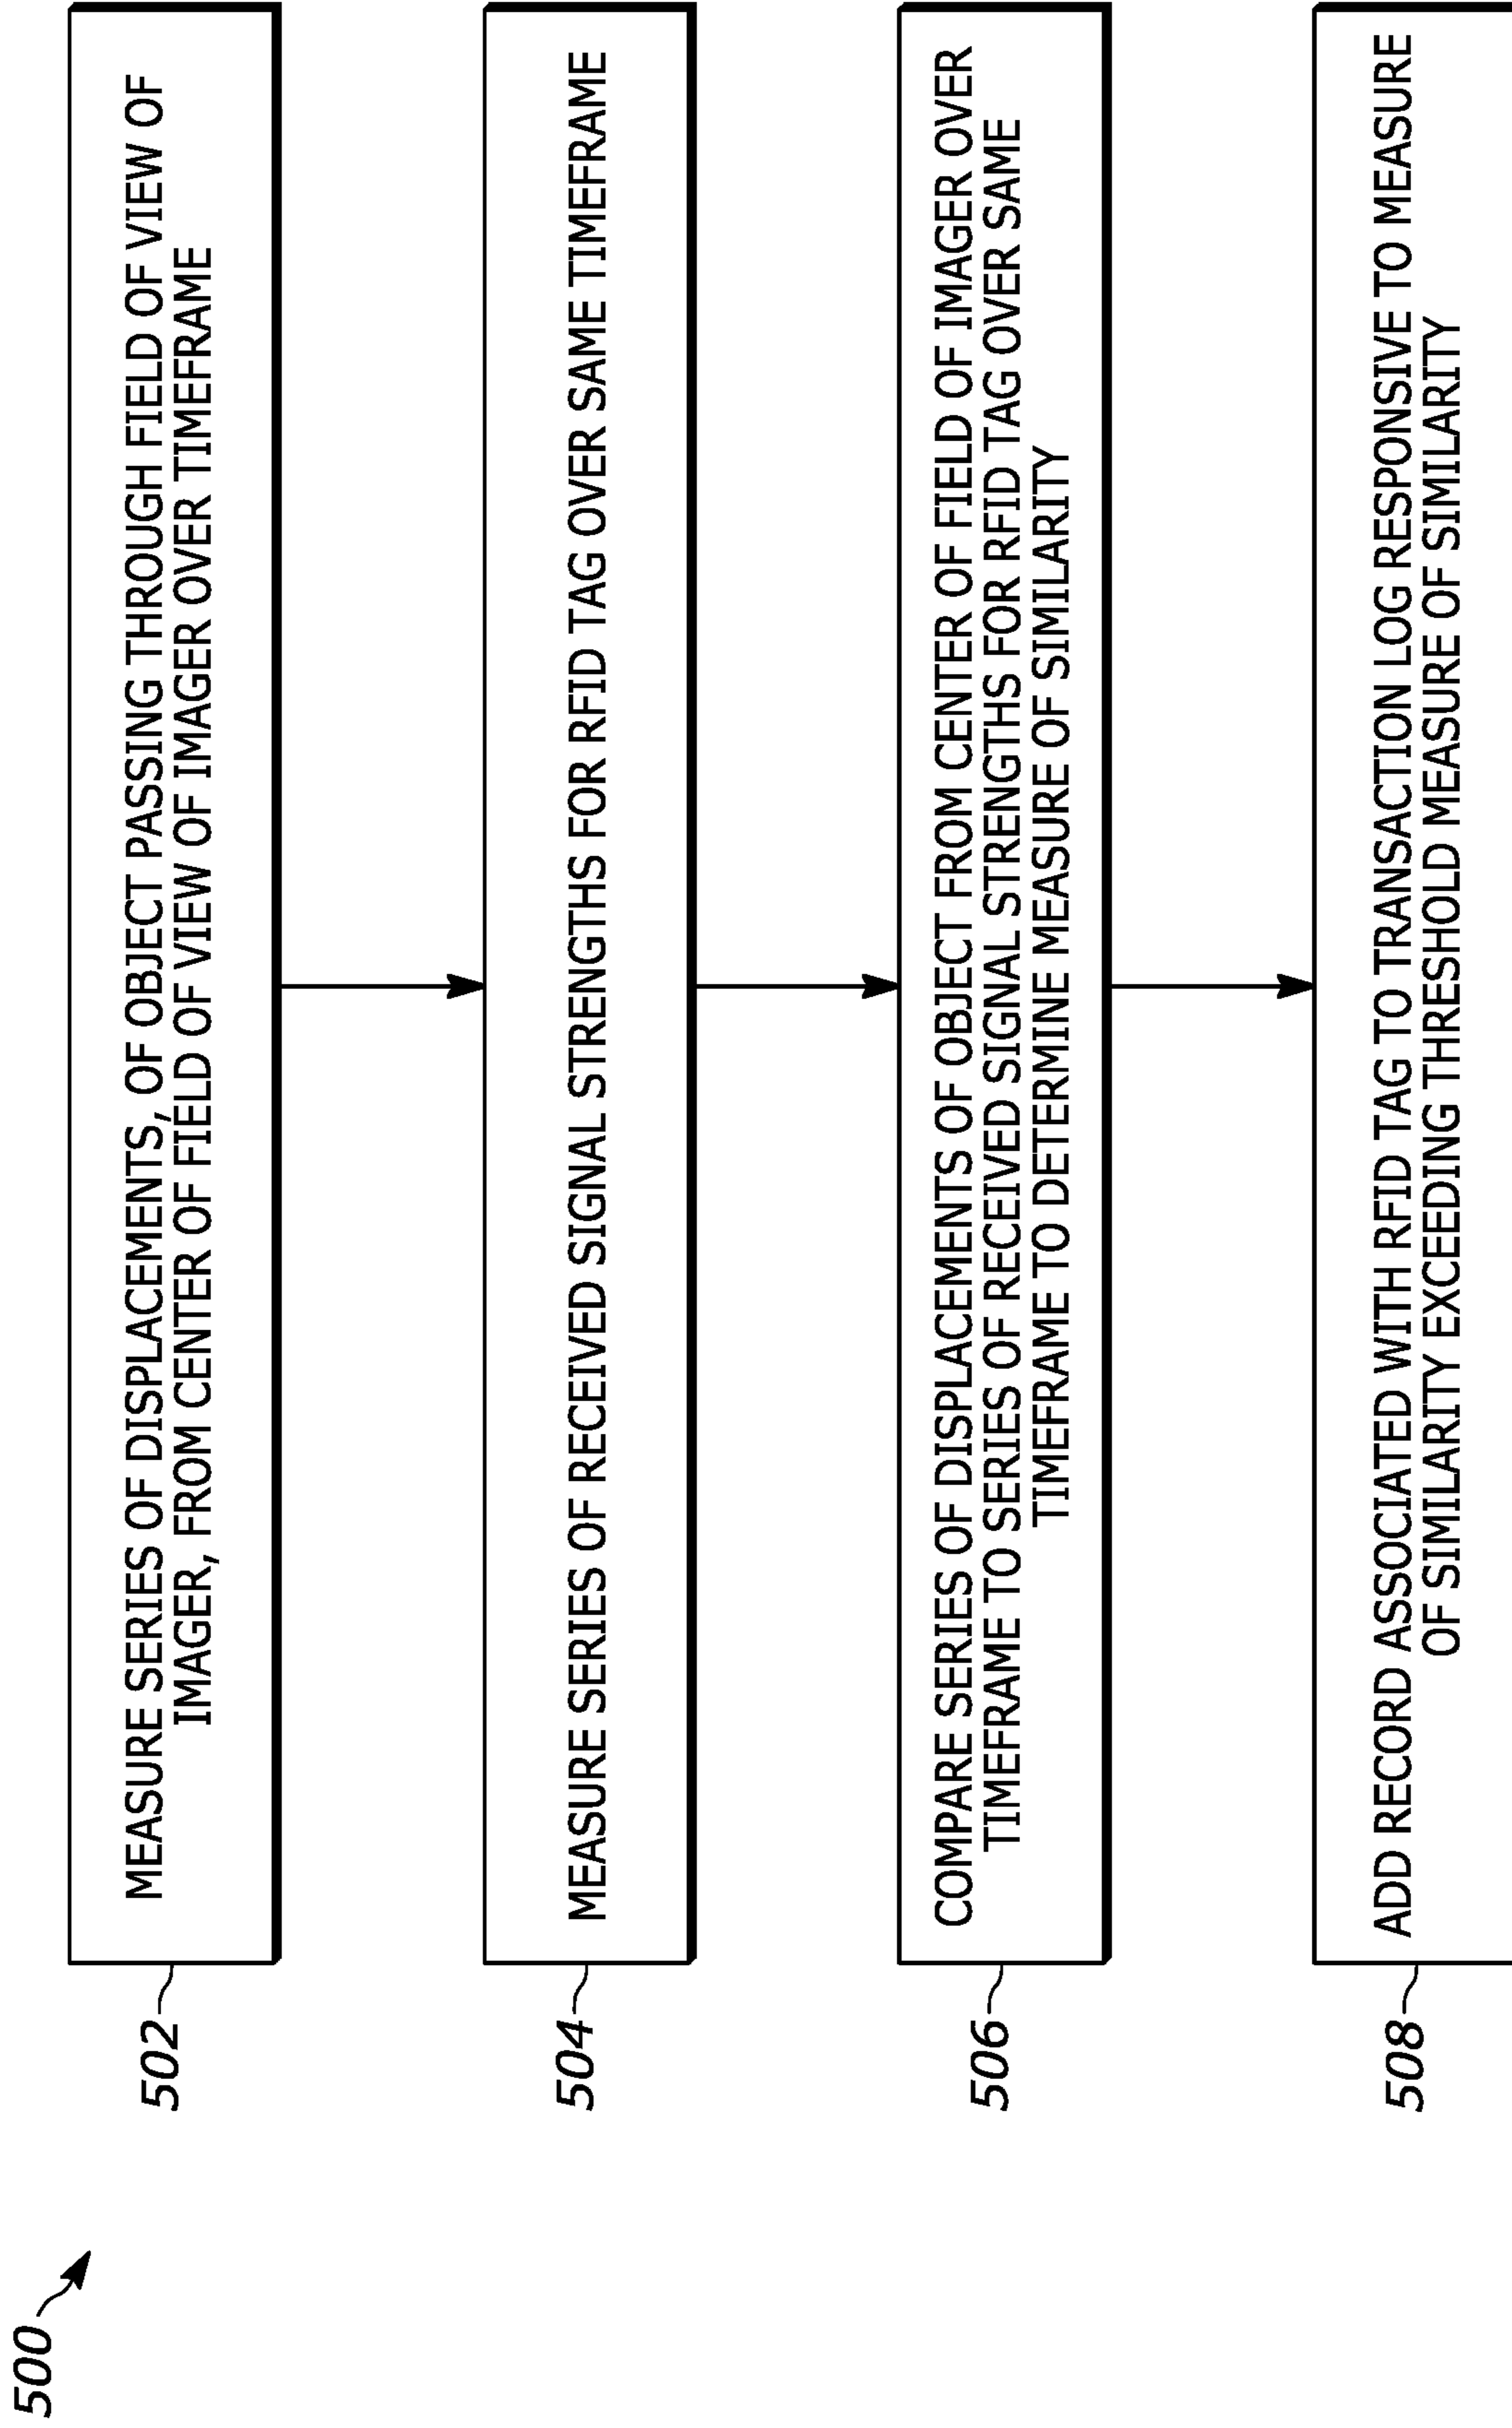 500
502
MEASURE SERIES OF DISPLACEMENTS, OF OBJECT PASSING THROUGH FIELD OF VIEW OF
IMAGER, FROM CENTER OF FIELD OF VIEW OF IMAGER OVER TIMEFRAME
504
MEASURE SERIES OF RECEIVED SIGNAL STRENGTHS FOR RFID TAG OVER SAME TIMEFRAME
506
COMPARE SERIES OF DISPLACEMENTS OF OBJECT FROM CENTER OF FIELD OF IMAGER OVER
TIMEFRAME TO SERIES OF RECEIVED SIGNAL STRENGTHS FOR RFID TAG OVER SAME
TIMEFRAME TO DETERMINE MEASURE OF SIMILARITY
508
ADD RECORD ASSOCIATED WITH RFID TAG TO TRANSACTION LOG RESPONSIVE TO MEASURE
OF SIMILARITY EXCEEDING THRESHOLD MEASURE OF SIMILARITY